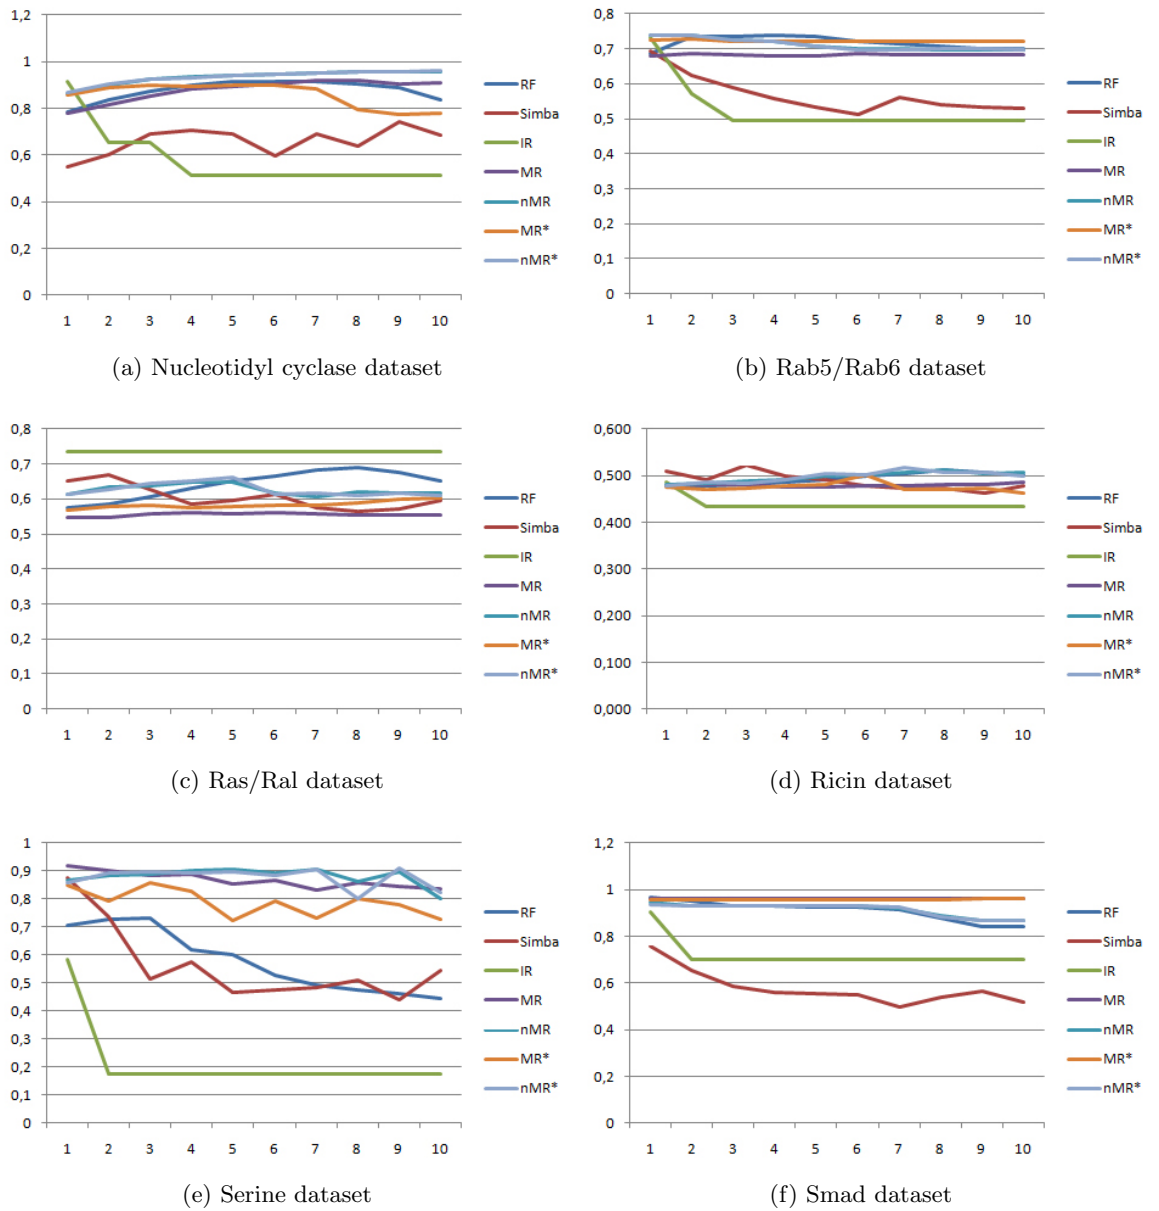 1,2
1
0,8
0,6
0,4
0,2
0
1 2 3 4 5 6 7 8 9 10
RF
Simba
IR
MR
nMR
MR*
nMR*
(a) Nucleotidyl cyclase dataset
0,8
0,7
0,6
0,5
0,4
0,3
0,2
0,1
0
1 2 3 4 5 6 7 8 9 10
RF
Simba
IR
MR
nMR
MR*
nMR*
(b) Rab5/Rab6 dataset
0,8
0,7
0,6
0,5
0,4
0,3
0,2
0,1
0
1 2 3 4 5 6 7 8 9 10
RF
Simba
IR
MR
nMR
MR*
nMR*
(c) Ras/Ral dataset
0,600
0,500
0,400
0,300
0,200
0,100
0,000
1 2 3 4 5 6 7 8 9 10
RF
Simba
IR
MR
nMR
MR*
nMR*
(d) Ricin dataset
1
0,9
0,8
0,7
0,6
0,5
0,4
0,3
0,2
0,1
0
1 2 3 4 5 6 7 8 9 10
RF
Simba
IR
MR
nMR
MR*
nMR*
(e) Serine dataset
1,2
1
0,8
0,6
0,4
0,2
0
1 2 3 4 5 6 7 8 9 10
RF
Simba
IR
MR
nMR
MR*
nMR*
(f) Smad dataset